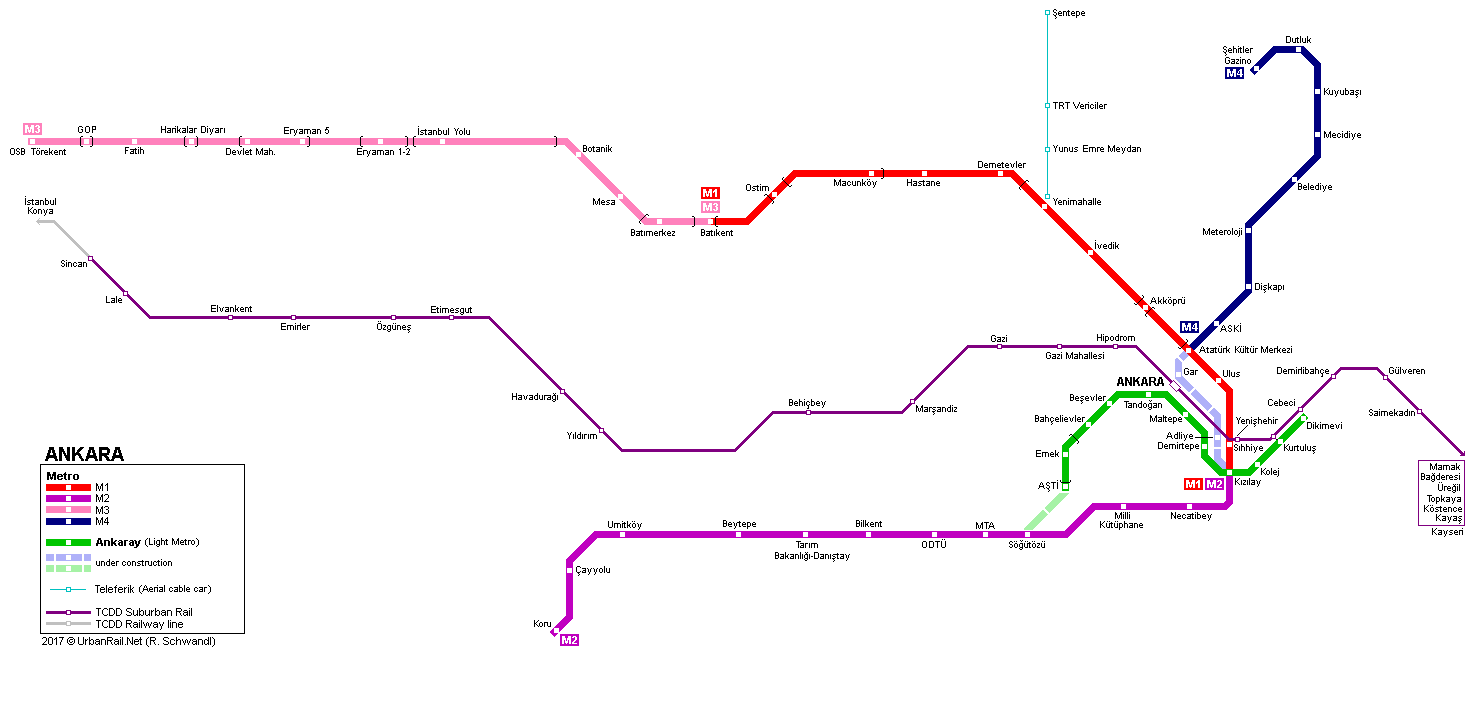 Şentepe
Dutluk
Şehitler
Gazino
M4
Kuyubaşı
TRT Vericiler
M3
GOP
Harikalar Diyarı
Eryaman 5
İstanbul Yolu
Mecidiye
OSB Törekent
Fatih
Devlet Mah.
Eryaman 1-2
Botanik
Yunus Emre Meydan
Demetevler
Macunköy
Hastane
Belediye
Ostim
M1
M3
Mesa
Yenimahalle
İstanbul
Konya
Batımerkez
Batıkent
Meteroloji
İvedik
Sincan
Lale
Dişkapı
Akköprü
Elvankent
Emirler
Özgüneş
Etimesgut
M4
ASKİ
Gazi
Gazi Mahallesi
Hipodrom
Atatürk Kültür Merkezi
Gar
Ulus
Demirlibahçe
Gülveren
ANKARA
Havadurağı
Behiçbey
Marşandiz
Beşevler
Tandoğan
Cebeci
Saimekadın
Bahçelievler
Maltepe
Yenişehir
Dikimevi
Yıldırım
Adliye
Demirtepe
Sıhhiye
Kurtuluş
Emek
Kolej
AŞTİ
M1
M2
Kızılay
Mamak
Bağderesi
Üreğil
Topkaya
Köstence
Kayaş
Kayseri
Milli
Kütüphane
Necatibey
Umitköy
Beytepe
Bilkent
MTA
Tarım
Bakanlığı-Danıştay
ODTÜ
Söğütözü
Çayyolu
Koru
M2
ANKARA
Metro
M1
M2
M3
M4
Ankaray (Light Metro)
under construction
Teleferik (Aerial cable car)
TCDD Suburban Rail
TCDD Railway line
2017 © UrbanRail.Net (R. Schwandl)